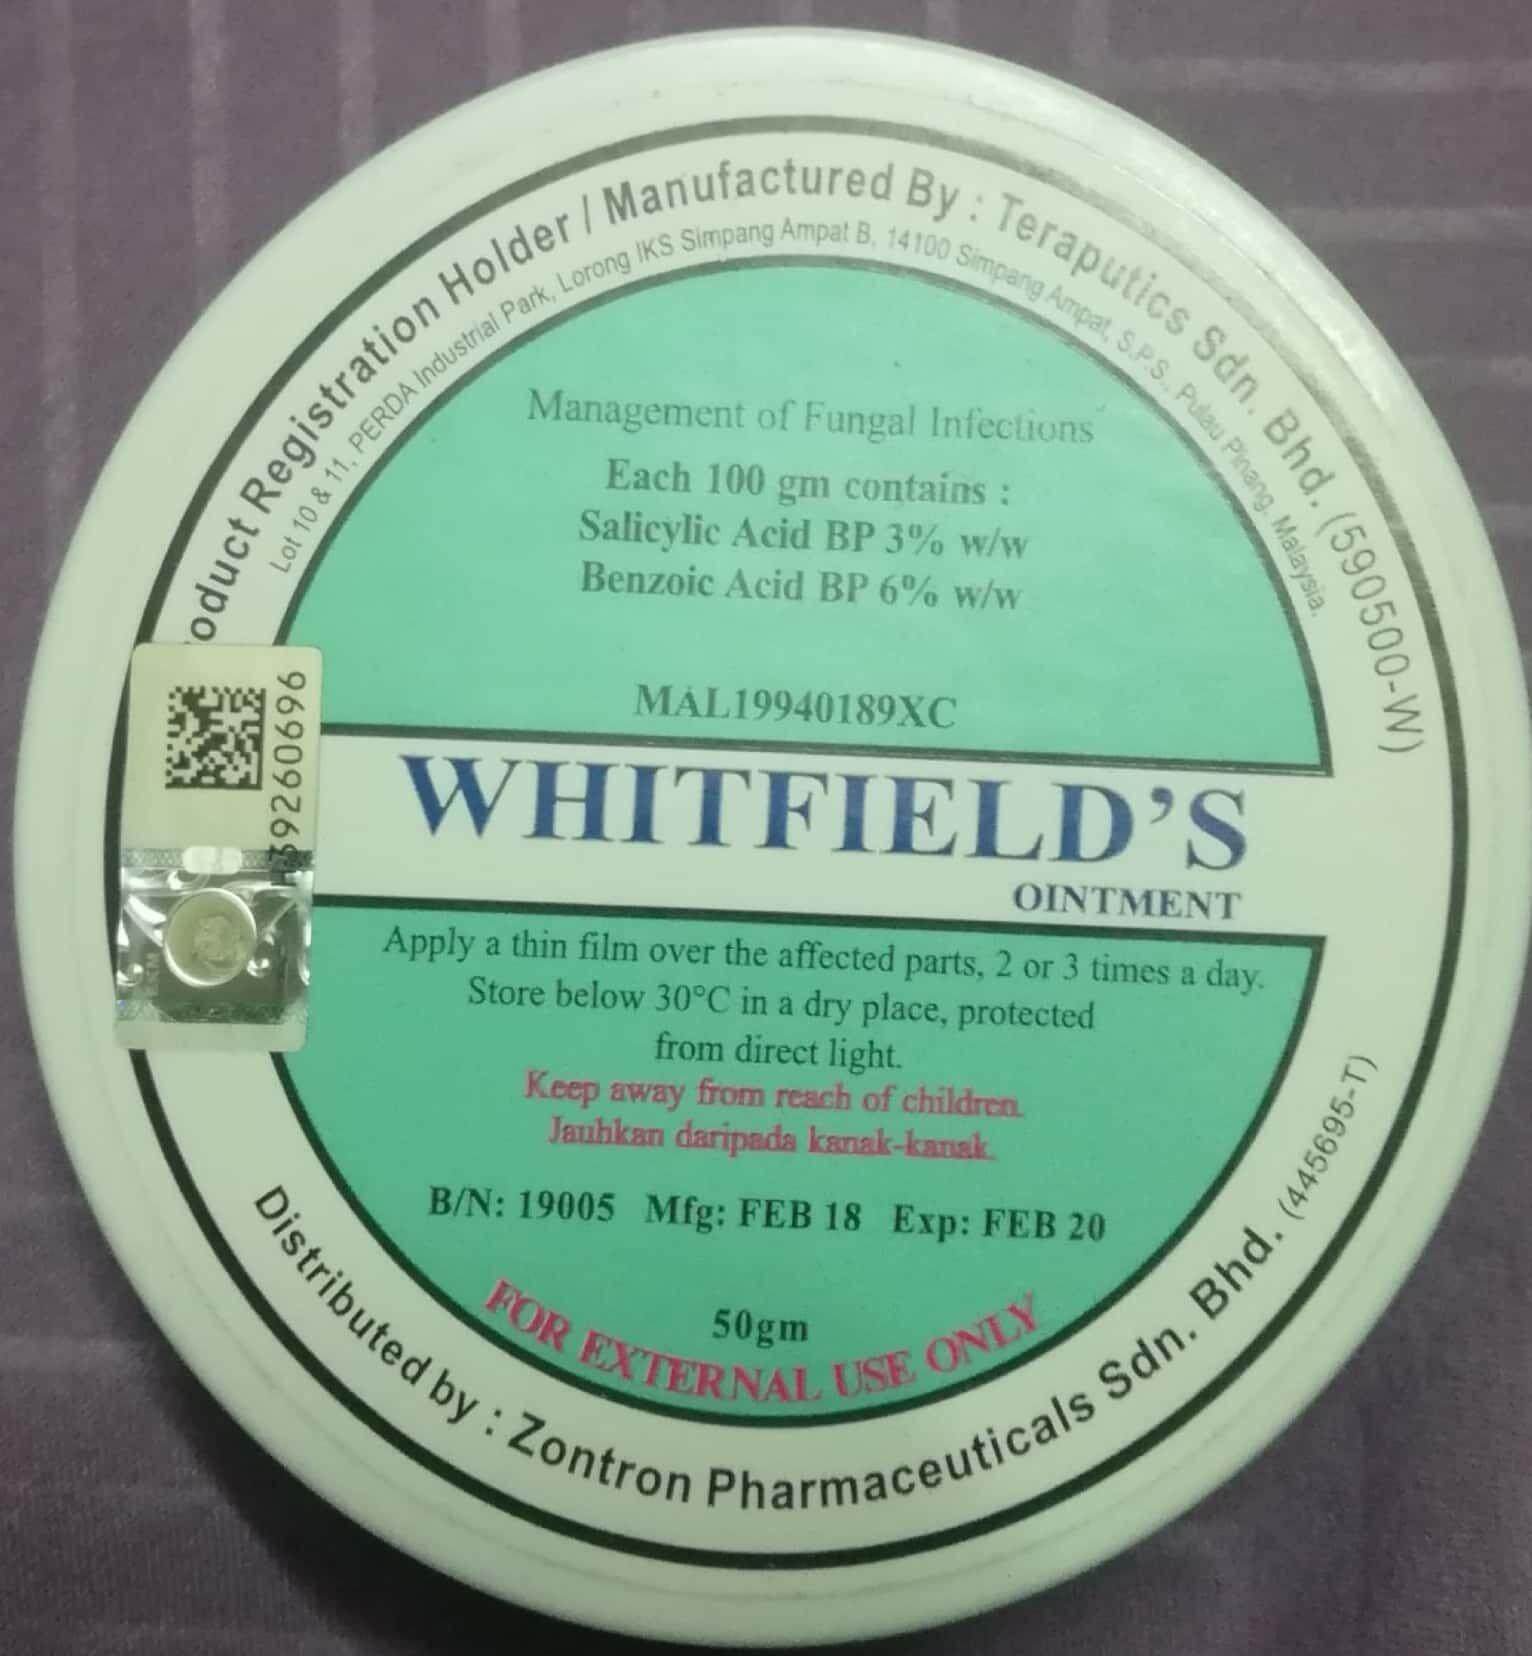 oduct Registration Holder / Manufactured By : Teraputics Sdn. Bhd. (590500-W)
Lot 10 & 11, PERDA Industrial Park, Lorong IKS Simpang Ampat B, 14100 Simpang Ampat, S.P.S., Pulau Pinang, Malaysia.
Management of Fungal Infections
Each 100 gm contains :
Salicylic Acid BP 3% w/w
Benzoic Acid BP 6% w/w
MAL19940189XC
39260696
WHITFIELD'S
OINTMENT
Apply a thin film over the affected parts, 2 or 3 times a day.
Store below 30°C in a dry place, protected
from direct light.
Keep away from reach of children.
Jauhkan daripada kanak-kanak.
B/N: 19005 Mfg: FEB 18 Exp: FEB 20
50gm
FOR EXTERNAL USE ONLY
Distributed by : Zontron Pharmaceuticals Sdn. Bhd. (445695-T)